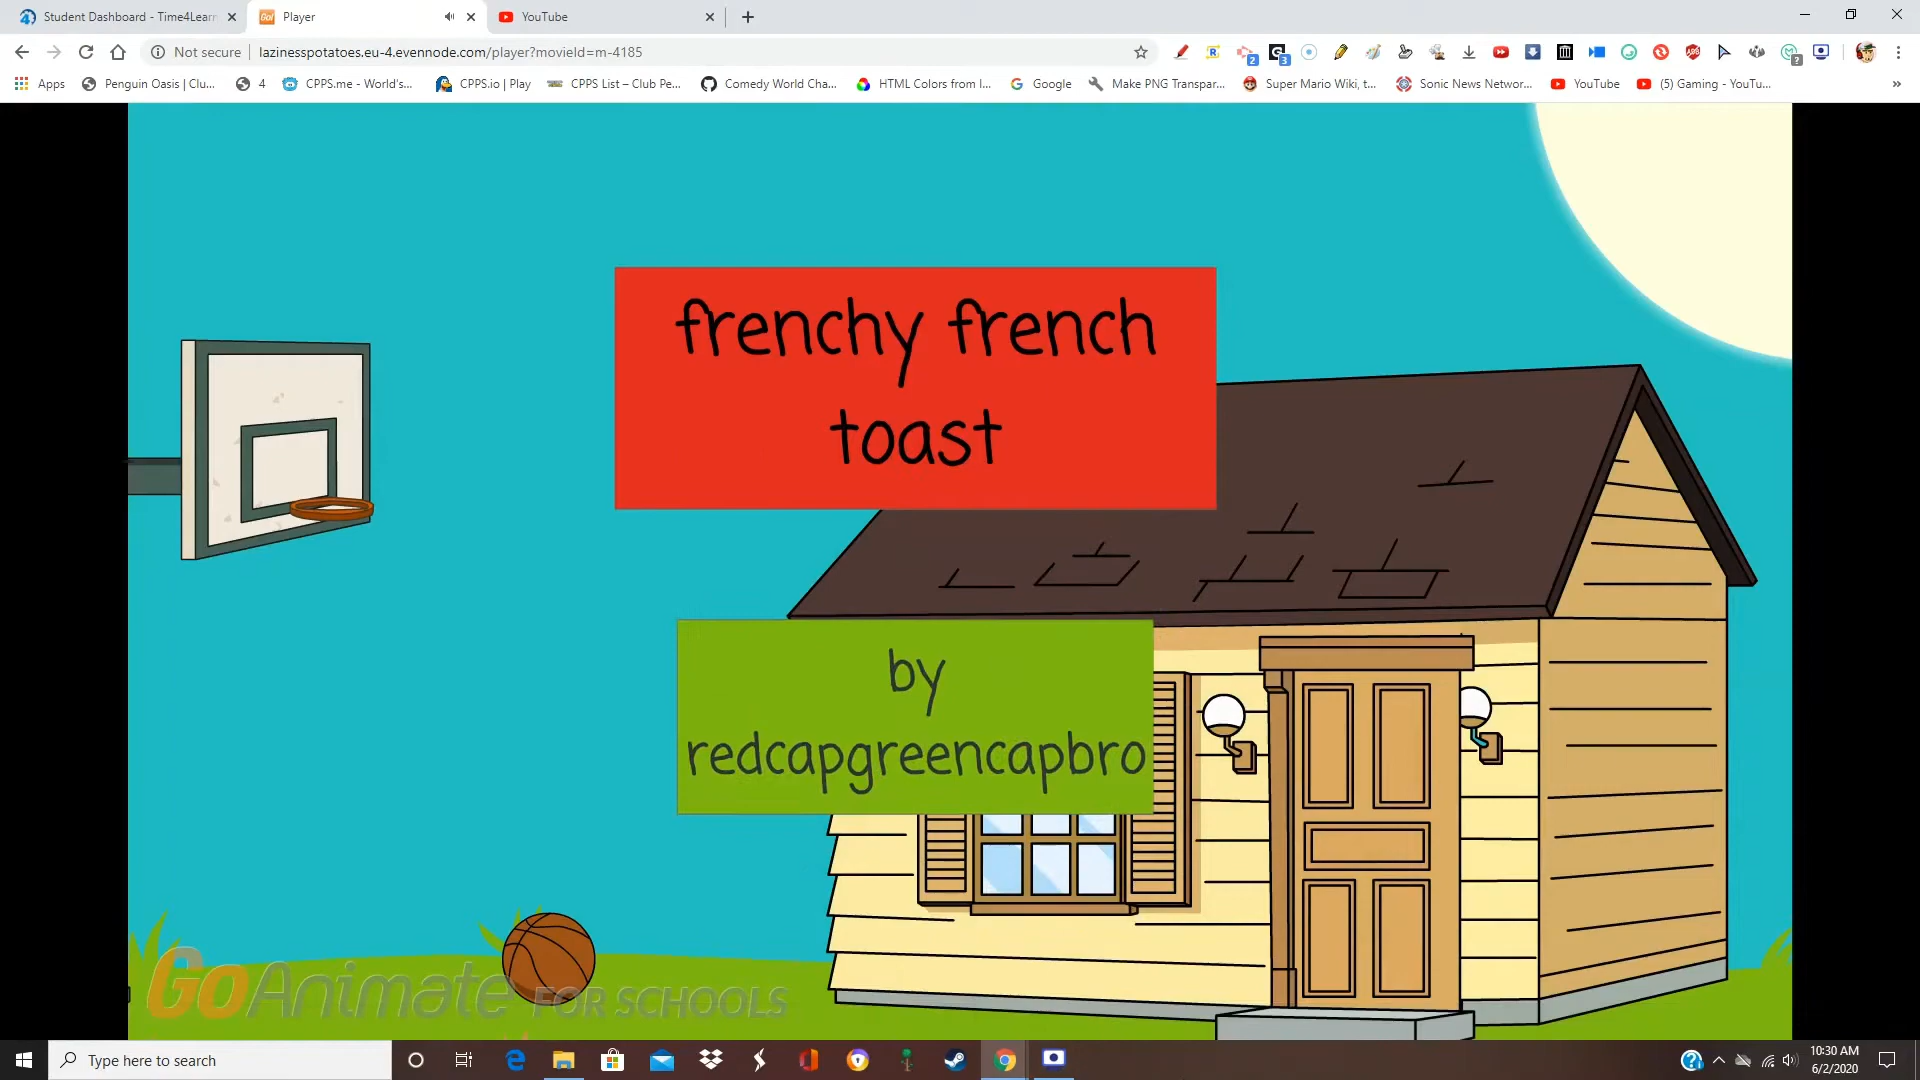 Student Dashboard - Time4Lear
Player
YouTube
Not secure
lazinesspotatoes.eu-4.evennode.com/player?movieId=m-4185
2
3
?
Apps
Penguin Oasis | Clu...
4
CPPS.me - World's...
CPPS.io | Play
CPPS List – Club Pe...
Comedy World Cha...
HTML Colors from I...
Google
Make PNG Transpar...
Super Mario Wiki, t...
Sonic News Networ...
YouTube
(5) Gaming - YouTu...
frenchy french
toast
by
redcapgreencapbro
GoAnimate FOR SCHOOLS
Type here to search
10:30 AM
6/2/2020